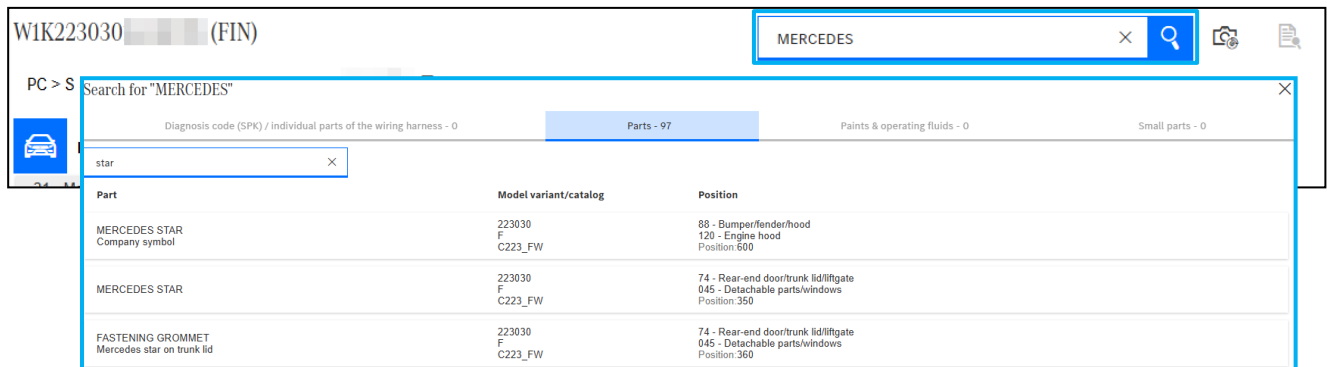 W1K223030 (FIN)
MERCEDES
PC > S
Search for "MERCEDES"
Diagnosis code (SPK) / individual parts of the wiring harness - 0
Parts - 97
Paints & operating fluids - 0
Small parts - 0
star
Part
Model variant/catalog
Position
MERCEDES STAR
Company symbol
223030
F
C223_FW
88 - Bumper/fender/hood
120 - Engine hood
Position:600
MERCEDES STAR
223030
F
C223_FW
74 - Rear-end door/trunk lid/liftgate
045 - Detachable parts/windows
Position:350
FASTENING GROMMET
Mercedes star on trunk lid
223030
F
C223_FW
74 - Rear-end door/trunk lid/liftgate
045 - Detachable parts/windows
Position:360